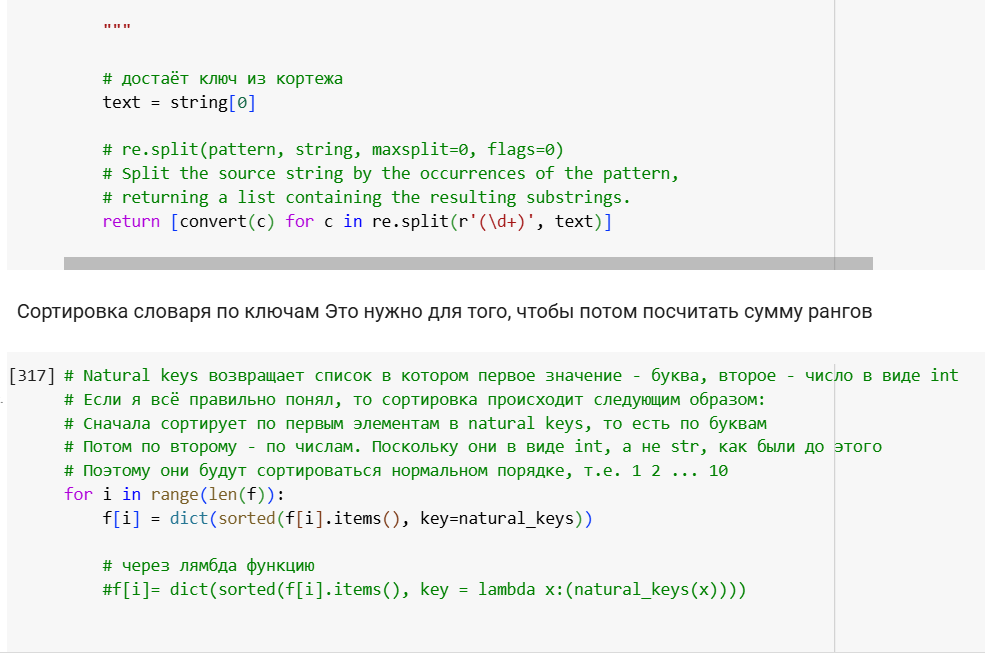 """
# достаёт ключ из кортежа
text = string[0]
# re.split(pattern, string, maxsplit=0, flags=0)
# Split the source string by the occurrences of the pattern,
# returning a list containing the resulting substrings.
return [convert(c) for c in re.split(r'(\d+)', text)]
Сортировка словаря по ключам Это нужно для того, чтобы потом посчитать сумму рангов
[317] # Natural keys возвращает список в котором первое значение - буква, второе - число в виде int
# Если я всё правильно понял, то сортировка происходит следующим образом:
# Сначала сортирует по первым элементам в natural keys, то есть по буквам
# Потом по второму - по числам. Поскольку они в виде int, а не str, как были до этого
# Поэтому они будут сортироваться нормальном порядке, т.е. 1 2 ... 10
for i in range(len(f)):
f[i] = dict(sorted(f[i].items(), key=natural_keys))
# через лямбда функцию
#f[i]= dict(sorted(f[i].items(), key = lambda x:(natural_keys(x))))